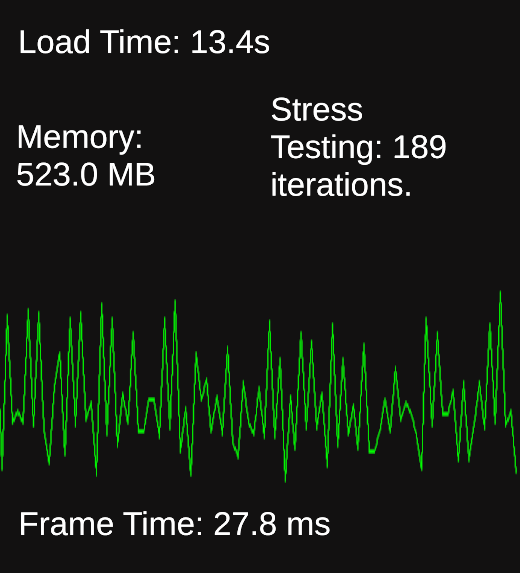 Load Time: 13.4s
Memory:
523.0 MB
Stress
Testing: 189
iterations.
Frame Time: 27.8 ms